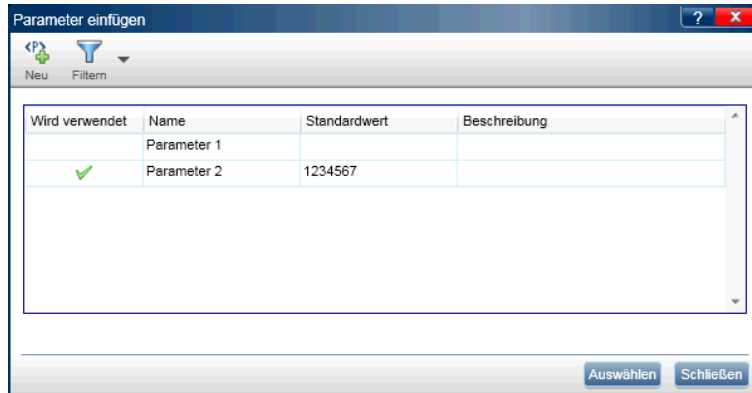 Parameter einfügen
<P>
Neu Filtern
Wird verwendet Name Standardwert Beschreibung
Parameter 1
Parameter 2 1234567
Auswählen Schließen